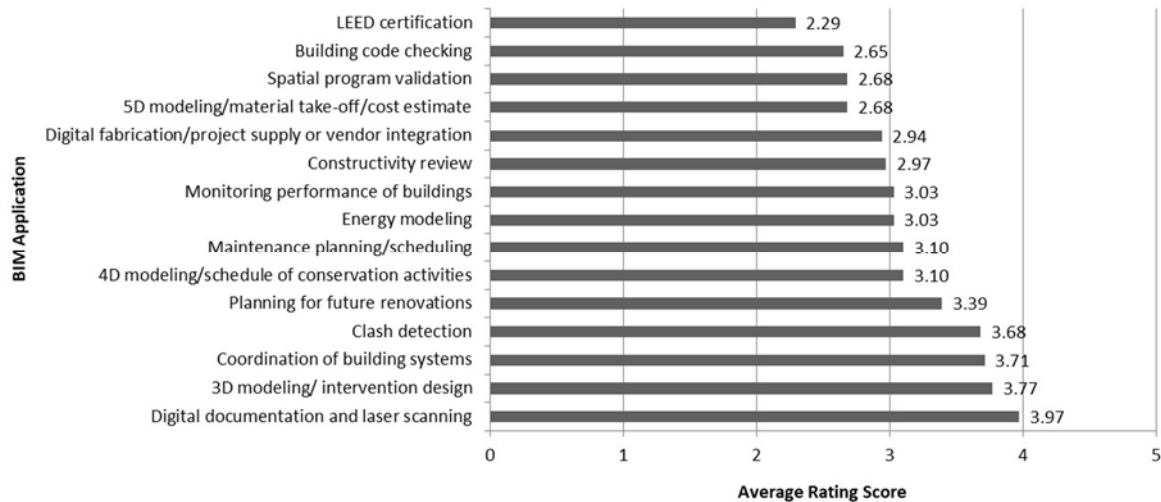 LEED certification 2.29
Building code checking 2.65
Spatial program validation 2.68
5D modeling/material take-off/cost estimate 2.68
Digital fabrication/project supply or vendor integration 2.94
Constructivity review 2.97
Monitoring performance of buildings 3.03
Energy modeling 3.03
Maintenance planning/scheduling 3.10
4D modeling/schedule of conservation activities 3.10
Planning for future renovations 3.39
Clash detection 3.68
Coordination of building systems 3.71
3D modeling/ intervention design 3.77
Digital documentation and laser scanning 3.97
BIM Application
0 1 2 3 4 5
Average Rating Score